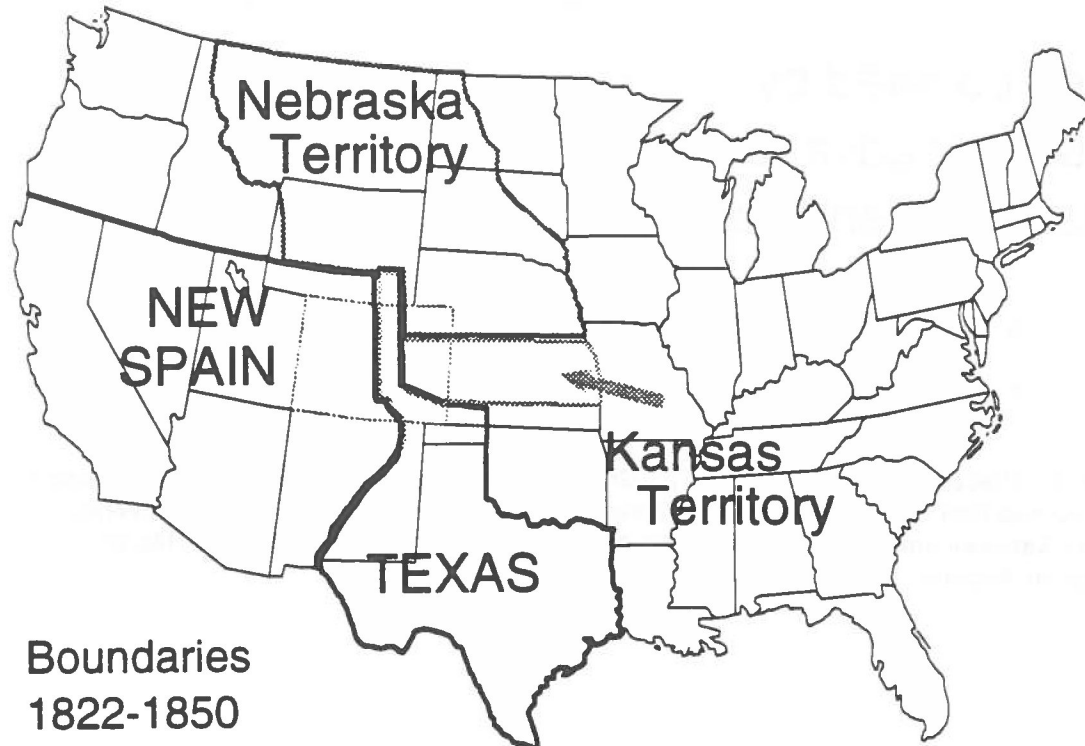 Nebraska
Territory
NEW
SPAIN
Kansas
Territory
TEXAS
Boundaries
1822-1850